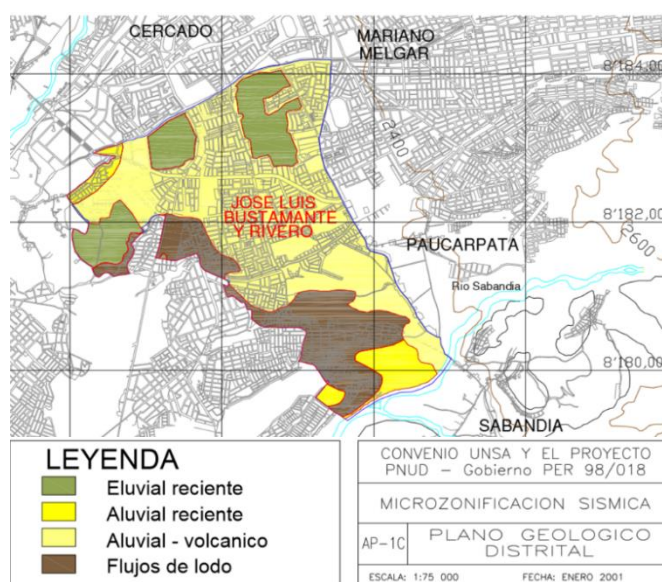 CERCADO
MARIANO
MELGAR
8'184,00
2400
JOSE LUIS
BUSTAMANTE
Y RIVERO
8'182,00
PAUCARPATA
2600
Rio Sabandia
8'180,00
SABANDIA
LEYENDA
Eluvial reciente
Aluvial reciente
Aluvial - volcanico
Flujos de lodo
CONVENIO UNSA Y EL PROYECTO
PNUD - Gobierno PER 98/018
MICROZONIFICACION SISMICA
AP-1C
PLANO GEOLOGICO
DISTRITAL
ESCALA: 1:75 000
FECHA: ENERO 2001